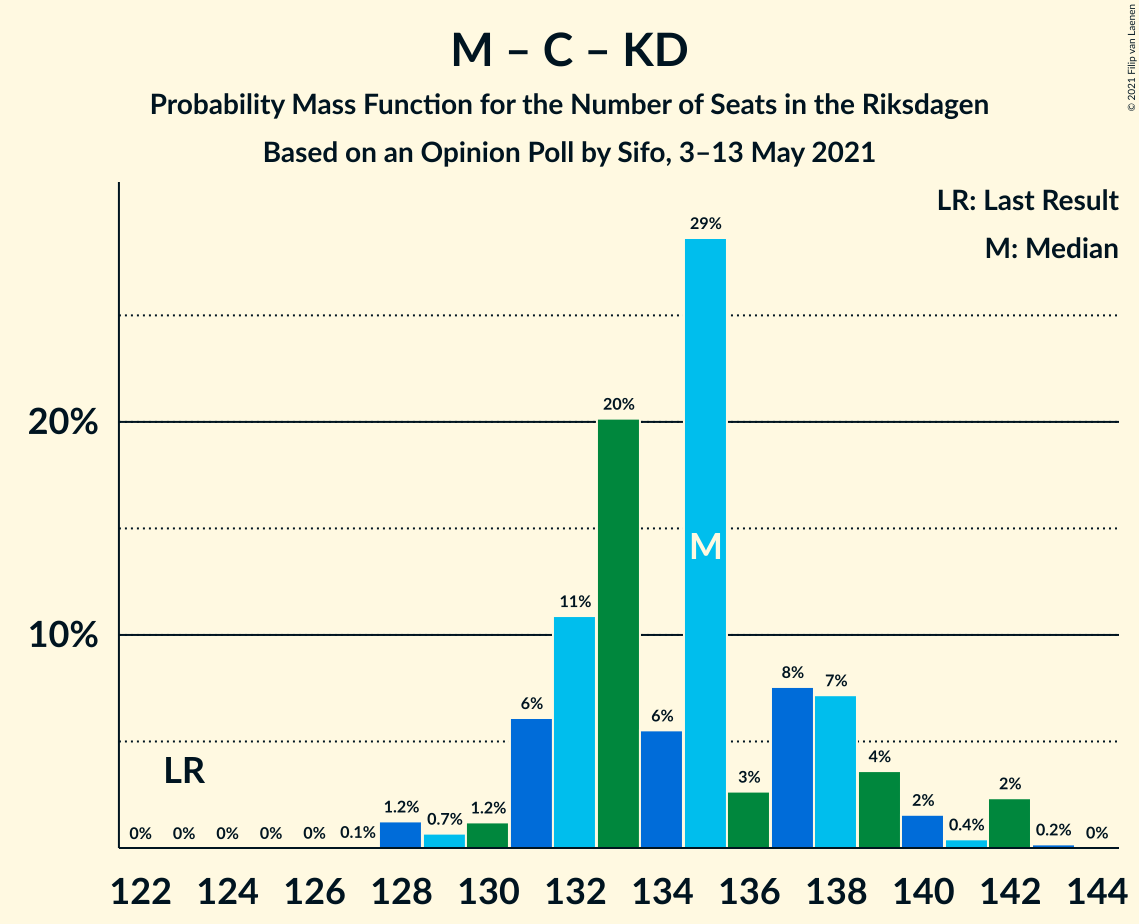 M – C – KD
Probability Mass Function for the Number of Seats in the Riksdagen
Based on an Opinion Poll by Sifo, 3–13 May 2021
© 2021 Filip van Laenen
LR: Last Result
M: Median
29%
20%
20%
M
11%
10%
8%
7%
6%
6%
LR
4%
3%
2%
2%
0% 0% 0% 0% 0% 0.1% 1.2% 0.7% 1.2% 0.4% 0.2% 0%
122 124 126 128 130 132 134 136 138 140 142 144